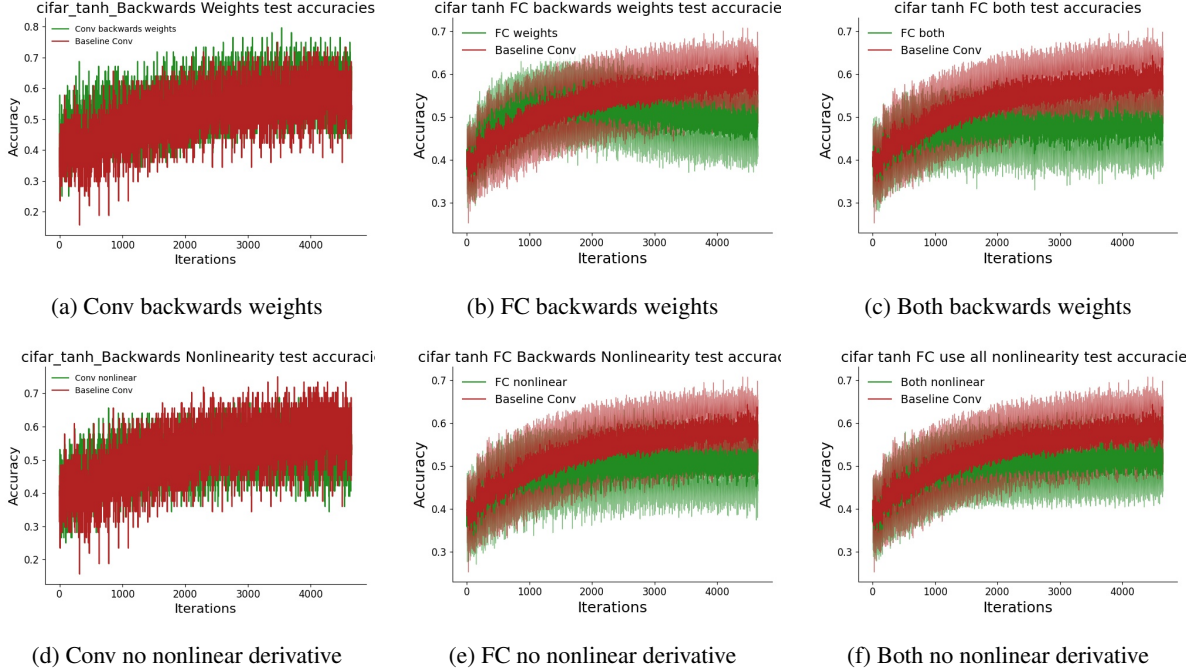 cifar_tanh_Backwards Weights test accuracies
Conv backwards weights
Baseline Conv
0.8
0.7
0.6
0.5
0.4
0.3
0.2
Accuracy
0 1000 2000 3000 4000
Iterations
(a) Conv backwards weights
cifar tanh FC backwards weights test accuracie
FC weights
Baseline Conv
0.7
0.6
0.5
0.4
0.3
Accuracy
0 1000 2000 3000 4000
Iterations
(b) FC backwards weights
cifar tanh FC both test accuracies
FC both
Baseline Conv
0.7
0.6
0.5
0.4
0.3
Accuracy
0 1000 2000 3000 4000
Iterations
(c) Both backwards weights
cifar_tanh_Backwards Nonlinearity test accuraci
Conv nonlinear
Baseline Conv
0.7
0.6
0.5
0.4
0.3
0.2
Accuracy
0 1000 2000 3000 4000
Iterations
(d) Conv no nonlinear derivative
cifar tanh FC Backwards Nonlinearity test accurac
FC nonlinear
Baseline Conv
0.7
0.6
0.5
0.4
0.3
Accuracy
0 1000 2000 3000 4000
Iterations
(e) FC no nonlinear derivative
cifar tanh FC use all nonlinearity test accuracie
Both nonlinear
Baseline Conv
0.7
0.6
0.5
0.4
0.3
Accuracy
0 1000 2000 3000 4000
Iterations
(f) Both no nonlinear derivative